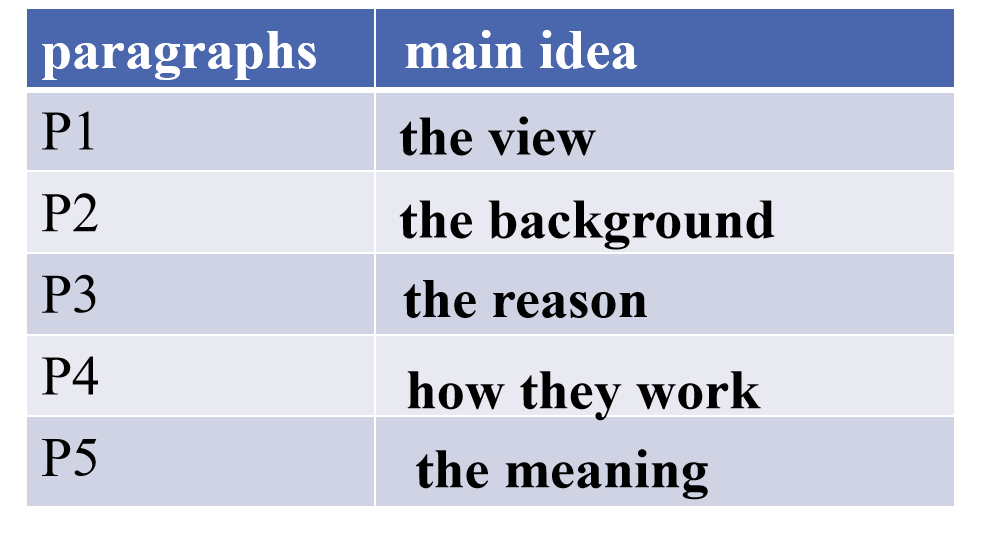 paragraphs main idea
P1 the view
P2 the background
P3 the reason
P4 how they work
P5 the meaning